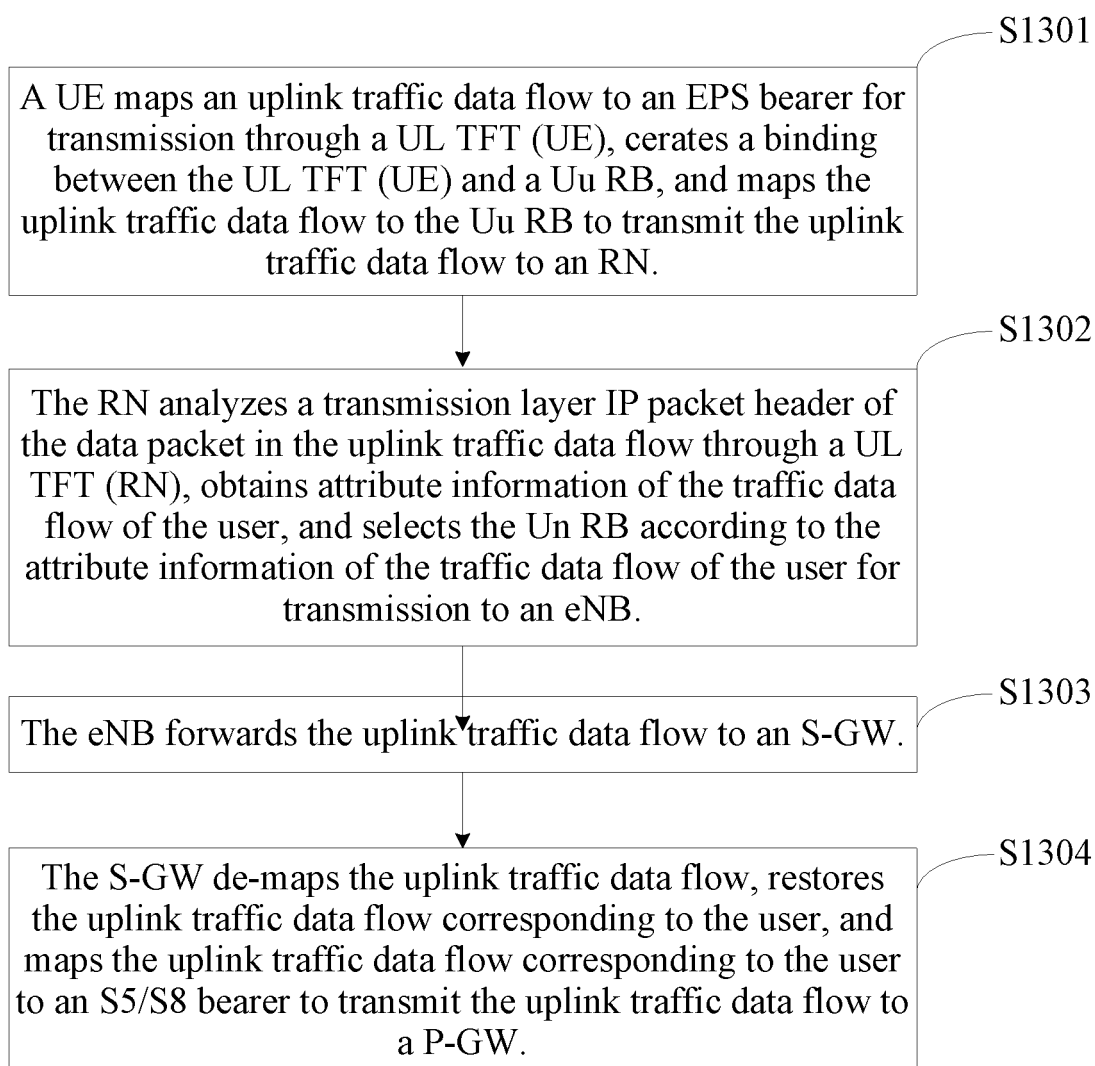 S1301
A UE maps an uplink traffic data flow to an EPS bearer for
transmission through a UL TFT (UE), cerates a binding
between the UL TFT (UE) and a Uu RB, and maps the
uplink traffic data flow to the Uu RB to transmit the uplink
traffic data flow to an RN.
S1302
The RN analyzes a transmission layer IP packet header of
the data packet in the uplink traffic data flow through a UL
TFT (RN), obtains attribute information of the traffic data
flow of the user, and selects the Un RB according to the
attribute information of the traffic data flow of the user for
transmission to an eNB.
S1303
The eNB forwards the uplink traffic data flow to an S-GW.
S1304
The S-GW de-maps the uplink traffic data flow, restores
the uplink traffic data flow corresponding to the user, and
maps the uplink traffic data flow corresponding to the user
to an S5/S8 bearer to transmit the uplink traffic data flow to
a P-GW.